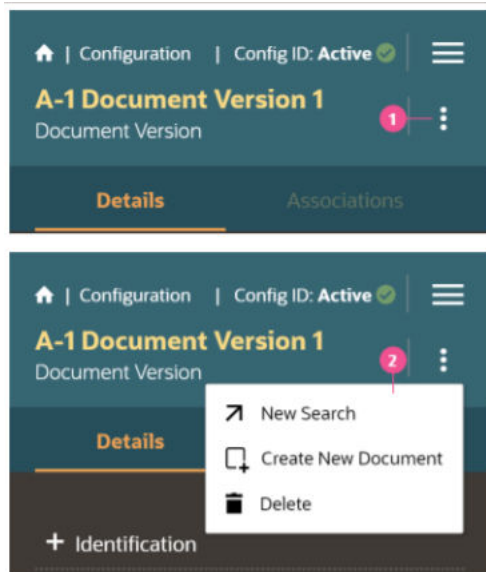 | Configuration | Config ID: Active
A-1 Document Version 1
Document Version
1
Details Associations
| Configuration | Config ID: Active
A-1 Document Version 1
Document Version
2
New Search
Details
Create New Document
Delete
+ Identification